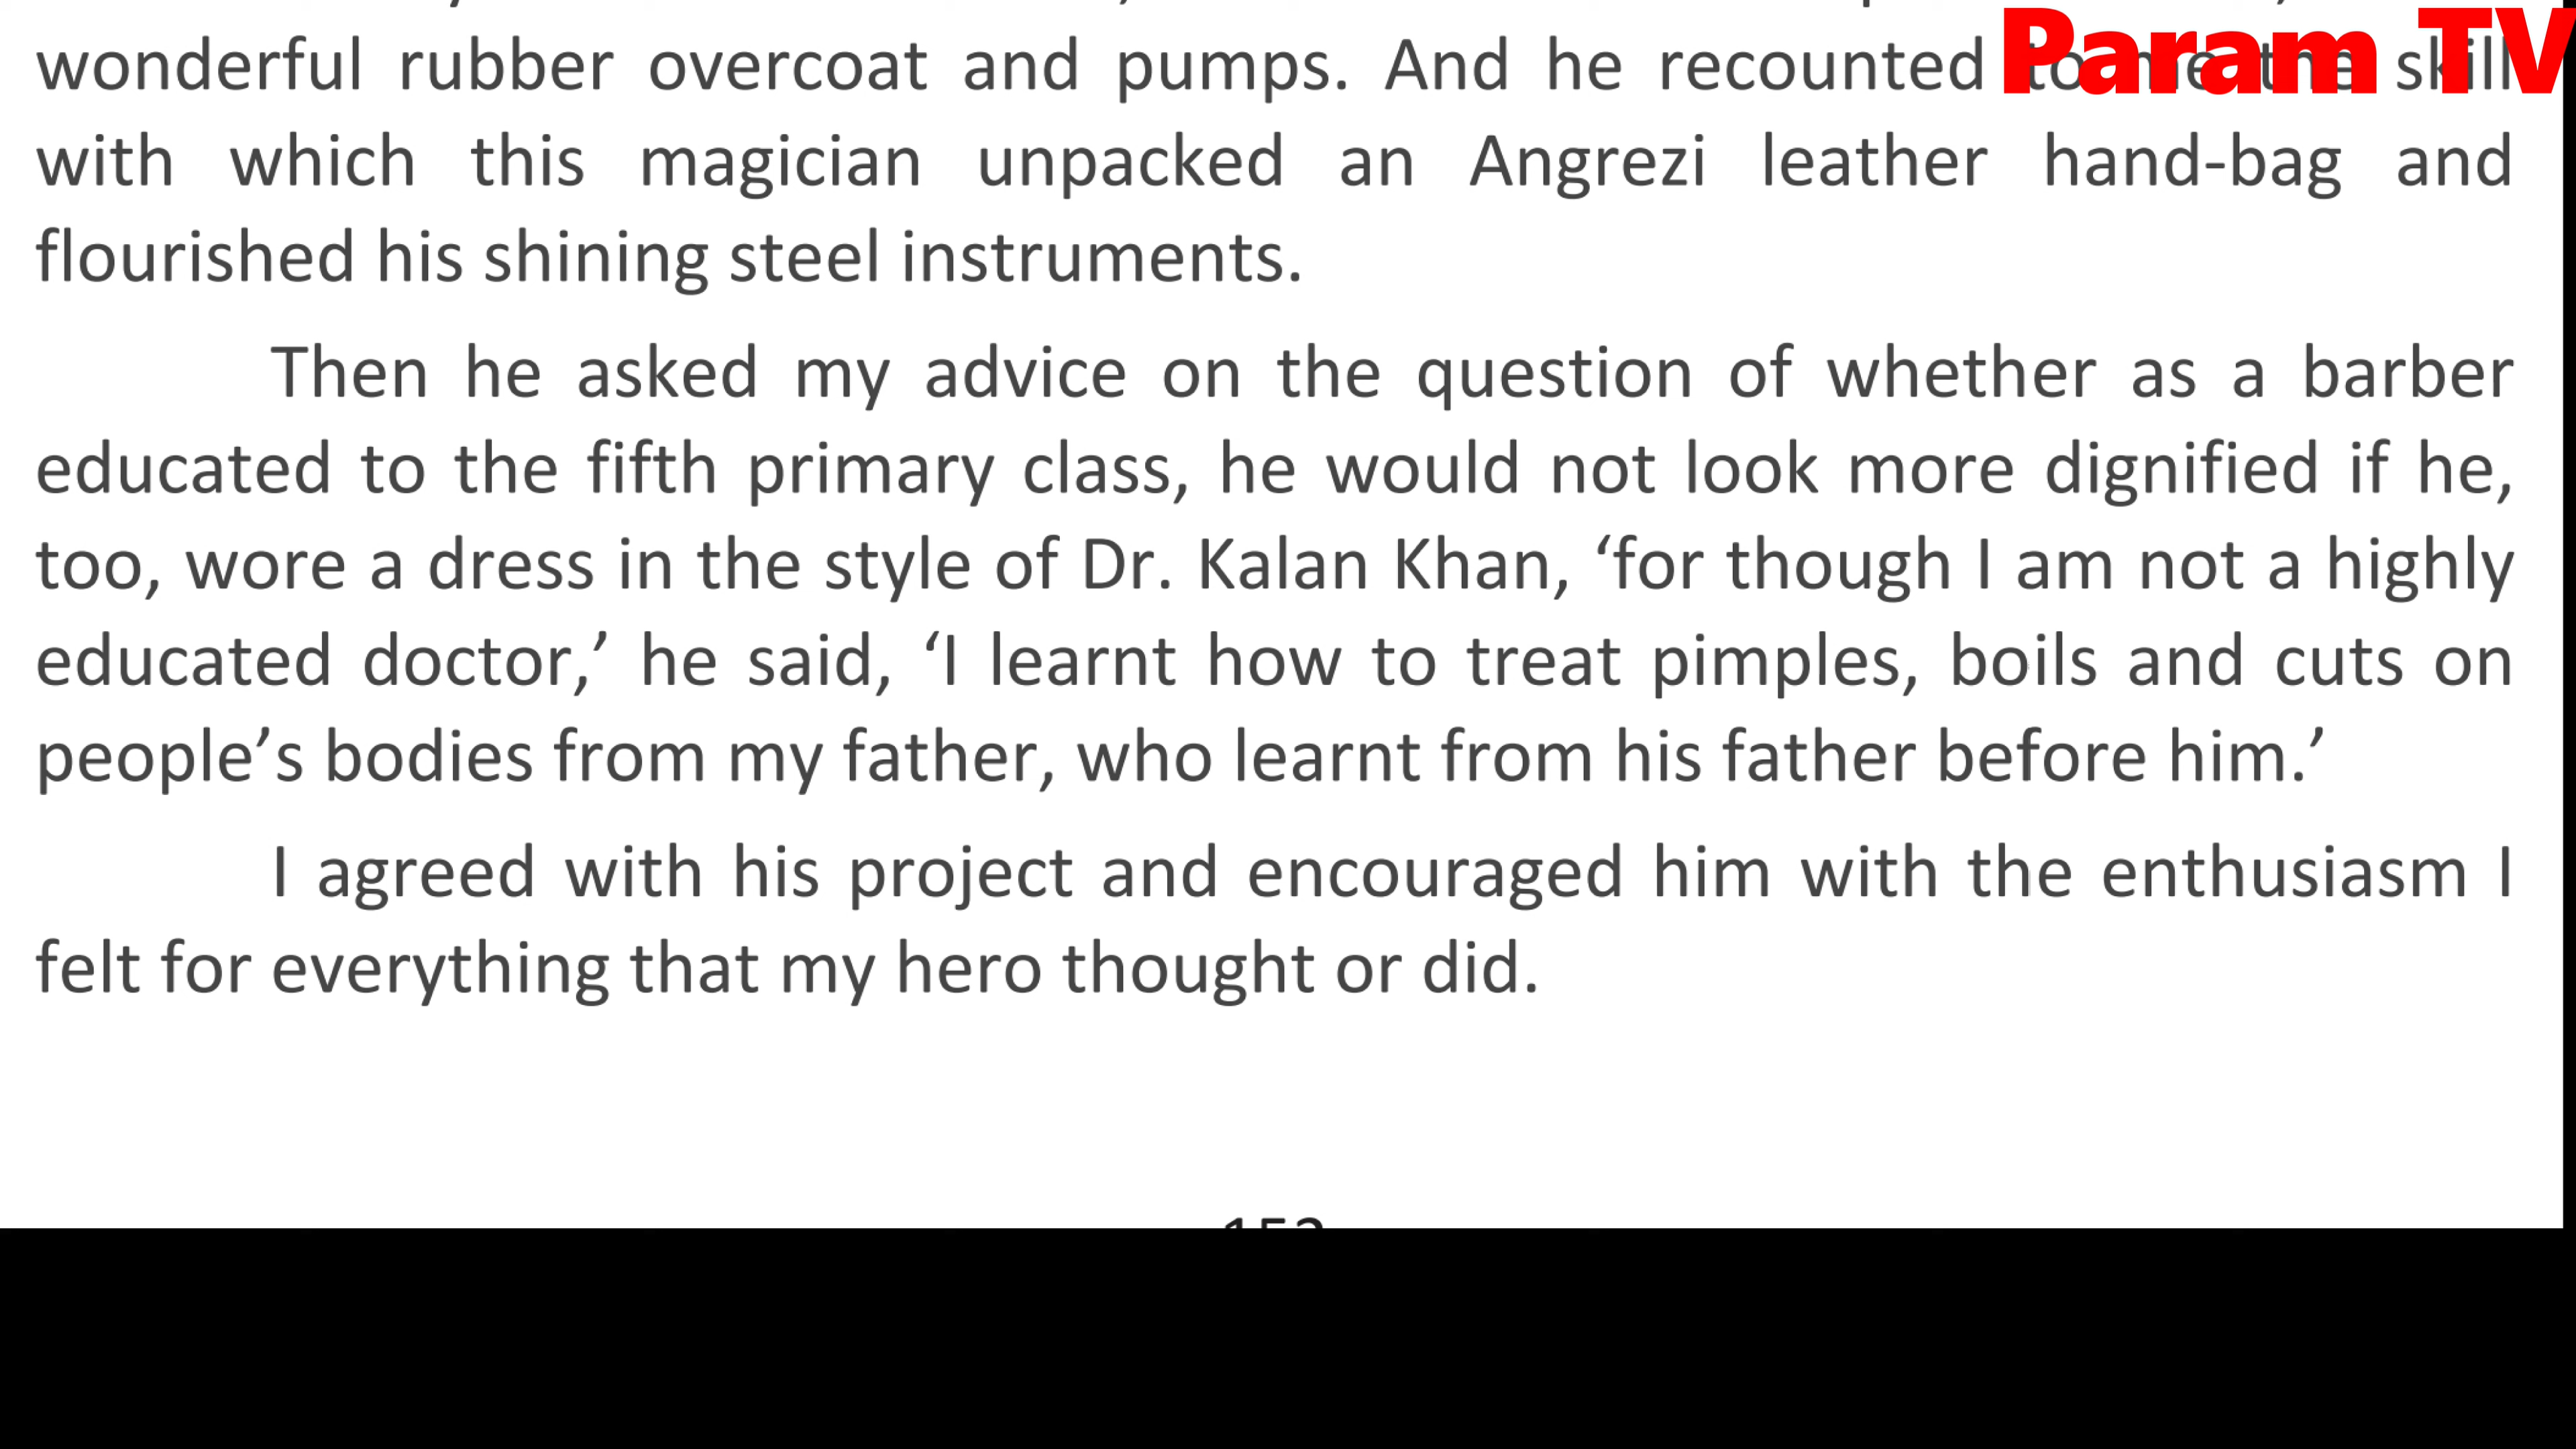 Param TV
wonderful rubber overcoat and pumps. And he recounted to me the skill
with which this magician unpacked an Angrezi leather hand-bag and
flourished his shining steel instruments.
Then he asked my advice on the question of whether as a barber
educated to the fifth primary class, he would not look more dignified if he,
too, wore a dress in the style of Dr. Kalan Khan, ‘for though I am not a highly
educated doctor,’ he said, ‘I learnt how to treat pimples, boils and cuts on
people’s bodies from my father, who learnt from his father before him.’
I agreed with his project and encouraged him with the enthusiasm I
felt for everything that my hero thought or did.